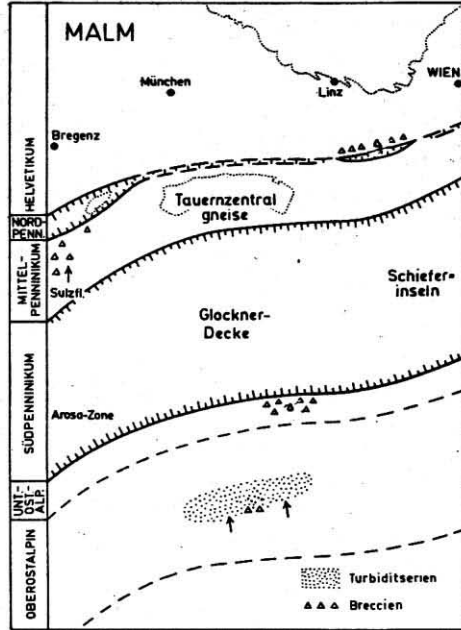 MALM
WIEN
München
Linz
Bregenz
HELVETIKUM
NORD-
PENN.
Tauernzentral
gneise
MITTEL-
PENNINIKUM
Sulzfl.
Schiefer-
inseln
Glockner-
Decke
SÜDPENNINIKUM
Arosa-Zone
UNT-
OST-
ALP.
OBEROSTALPIN
Turbiditserien
Breccien